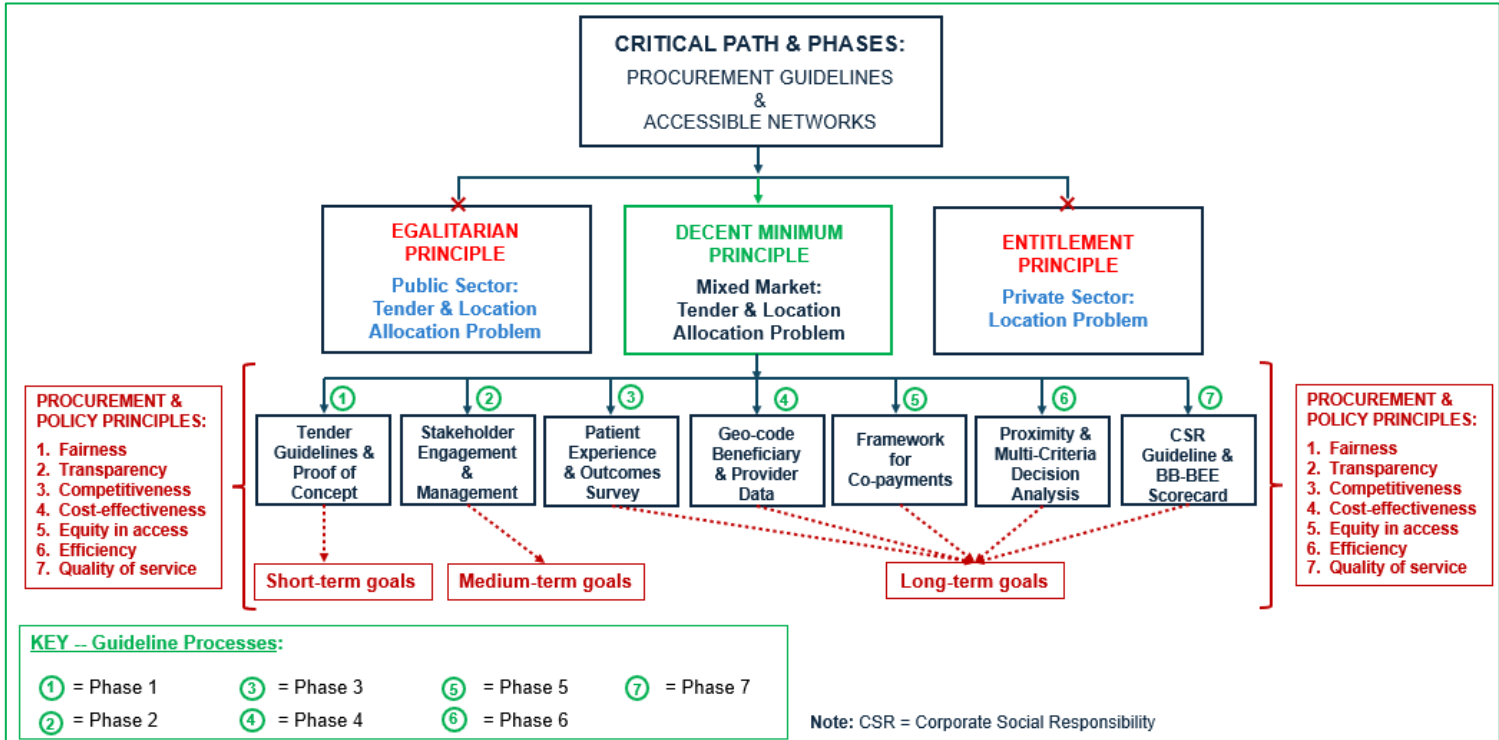 CRITICAL PATH & PHASES:
PROCUREMENT GUIDELINES
&
ACCESSIBLE NETWORKS
EGALITARIAN
PRINCIPLE
Public Sector:
Tender & Location
Allocation Problem
DECENT MINIMUM
PRINCIPLE
Mixed Market:
Tender & Location
Allocation Problem
ENTITLEMENT
PRINCIPLE
Private Sector:
Location Problem
PROCUREMENT &
POLICY PRINCIPLES:
1. Fairness
2. Transparency
3. Competitiveness
4. Cost-effectiveness
5. Equity in access
6. Efficiency
7. Quality of service
1
Tender
Guidelines &
Proof of
Concept
2
Stakeholder
Engagement
&
Management
3
Patient
Experience
& Outcomes
Survey
4
Geo-code
Beneficiary
& Provider
Data
5
Framework
for
Co-payments
6
Proximity &
Multi-Criteria
Decision
Analysis
7
CSR
Guideline &
BB-BEE
Scorecard
PROCUREMENT &
POLICY PRINCIPLES:
1. Fairness
2. Transparency
3. Competitiveness
4. Cost-effectiveness
5. Equity in access
6. Efficiency
7. Quality of service
Short-term goals
Medium-term goals
Long-term goals
KEY -- Guideline Processes:
1 = Phase 1
3 = Phase 3
5 = Phase 5
7 = Phase 7
2 = Phase 2
4 = Phase 4
6 = Phase 6
Note: CSR = Corporate Social Responsibility